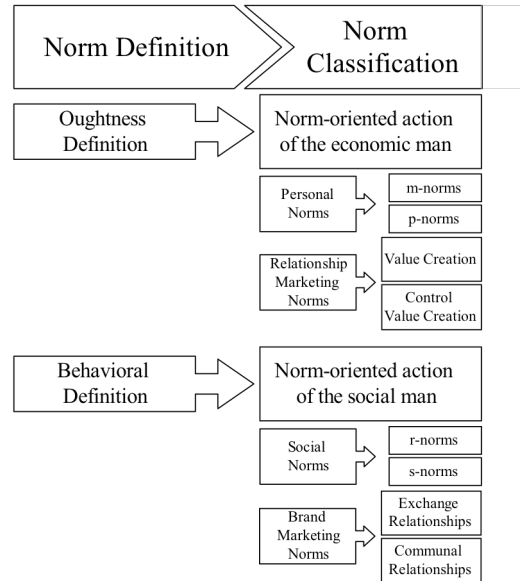 Norm Definition
Norm
Classification
Oughtness
Definition
Norm-oriented action
of the economic man
Personal
Norms
m-norms
p-norms
Relationship
Marketing
Norms
Value Creation
Control
Value Creation
Behavioral
Definition
Norm-oriented action
of the social man
Social
Norms
r-norms
s-norms
Brand
Marketing
Norms
Exchange
Relationships
Communal
Relationships